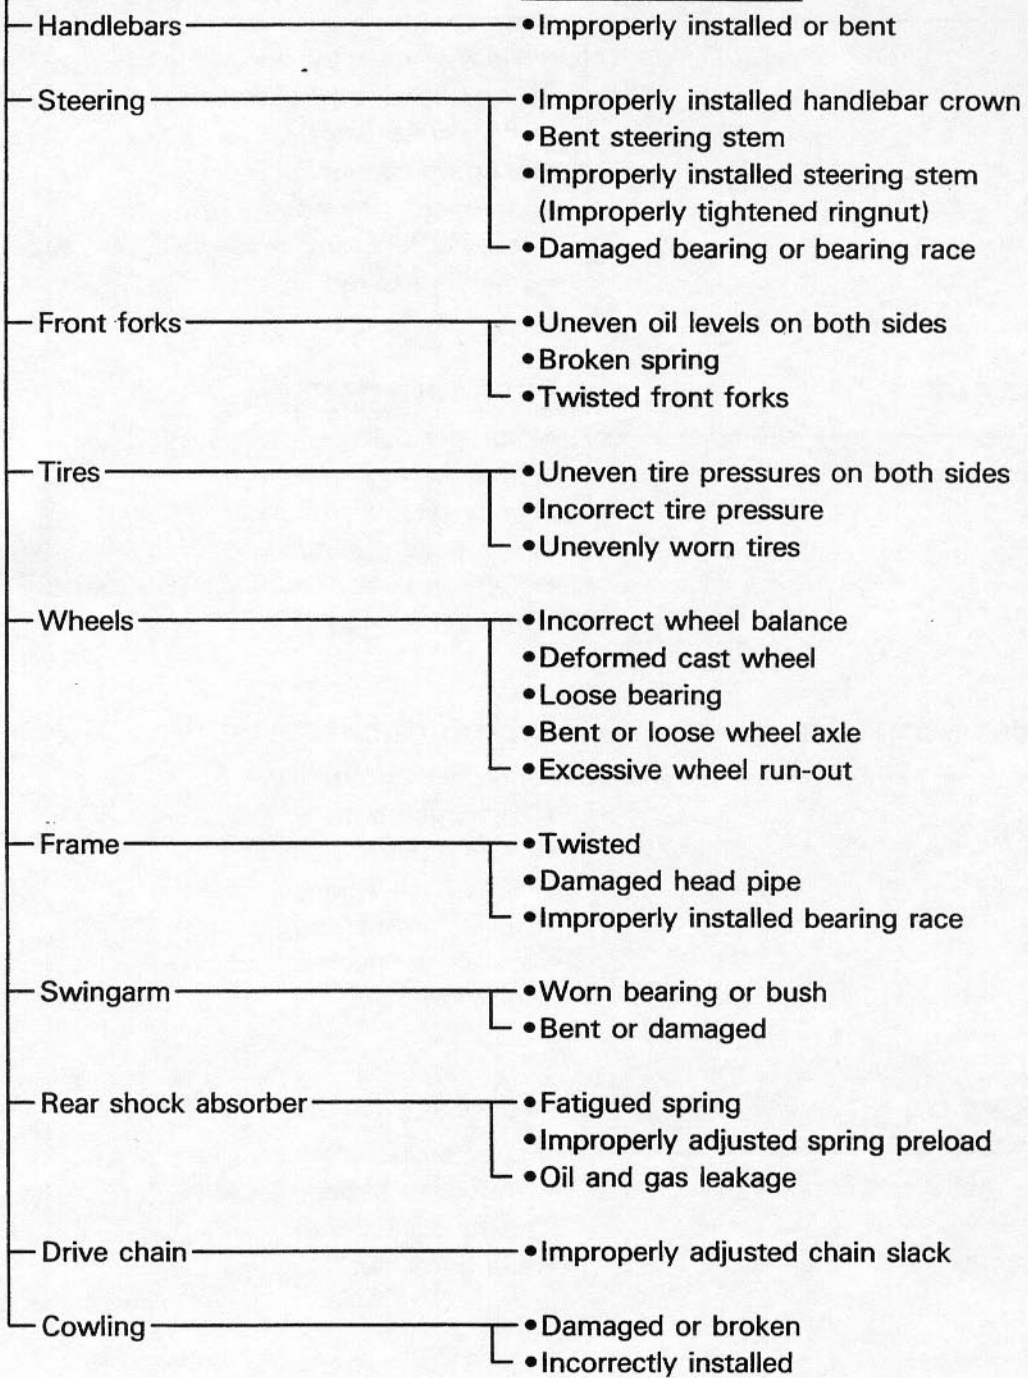 Handlebars •Improperly installed or bent
Steering •Improperly installed handlebar crown
•Bent steering stem
•Improperly installed steering stem
(Improperly tightened ringnut)
•Damaged bearing or bearing race
Front forks •Uneven oil levels on both sides
•Broken spring
•Twisted front forks
Tires •Uneven tire pressures on both sides
•Incorrect tire pressure
•Unevenly worn tires
Wheels •Incorrect wheel balance
•Deformed cast wheel
•Loose bearing
•Bent or loose wheel axle
•Excessive wheel run-out
Frame •Twisted
•Damaged head pipe
•Improperly installed bearing race
Swingarm •Worn bearing or bush
•Bent or damaged
Rear shock absorber •Fatigued spring
•Improperly adjusted spring preload
•Oil and gas leakage
Drive chain •Improperly adjusted chain slack
Cowling •Damaged or broken
•Incorrectly installed